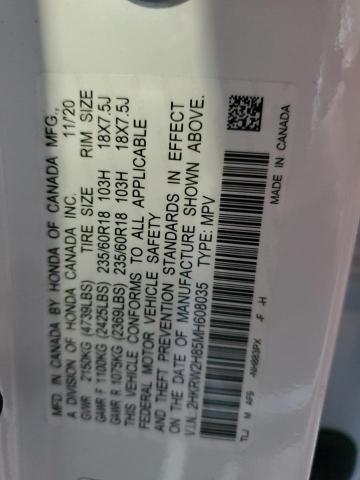 MFD. IN CANADA BY HONDA OF CANADA MFG.,
A DIVISION OF HONDA CANADA INC. 11/20
GVWR 2150KG (4739LBS) TIRE SIZE RIM SIZE
GAWR F 1100KG (2425LBS) 235/60R18 103H 18X7.5J
GAWR R 1075KG (2369LBS) 235/60R18 103H 18X7.5J
THIS VEHICLE CONFORMS TO ALL APPLICABLE
FEDERAL MOTOR VEHICLE SAFETY
AND THEFT PREVENTION STANDARDS IN EFFECT
ON THE DATE OF MANUFACTURE SHOWN ABOVE.
V.I.N. 2HKRW2H85MH608035 TYPE: MPV
TLJ M AF9 -NH883PX -F -H
MADE IN CANADA